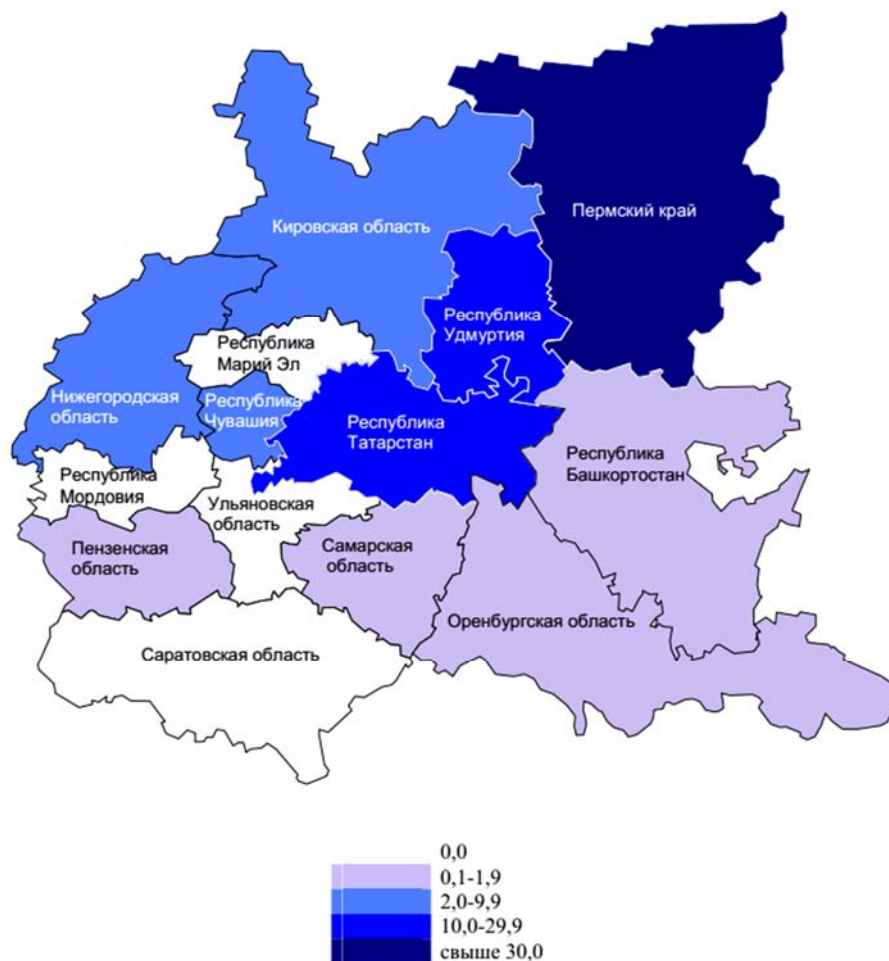 Пермский край
Кировская область
Республика
Удмуртия
Республика
Марий Эл
Нижегородская
область
Республика
Чувашия
Республика
Татарстан
Республика
Башкортостан
Республика
Мордовия
Ульяновская
область
Пензенская
область
Самарская
область
Оренбургская область
Саратовская область
0,0
0,1-1,9
2,0-9,9
10,0-29,9
свыше 30,0